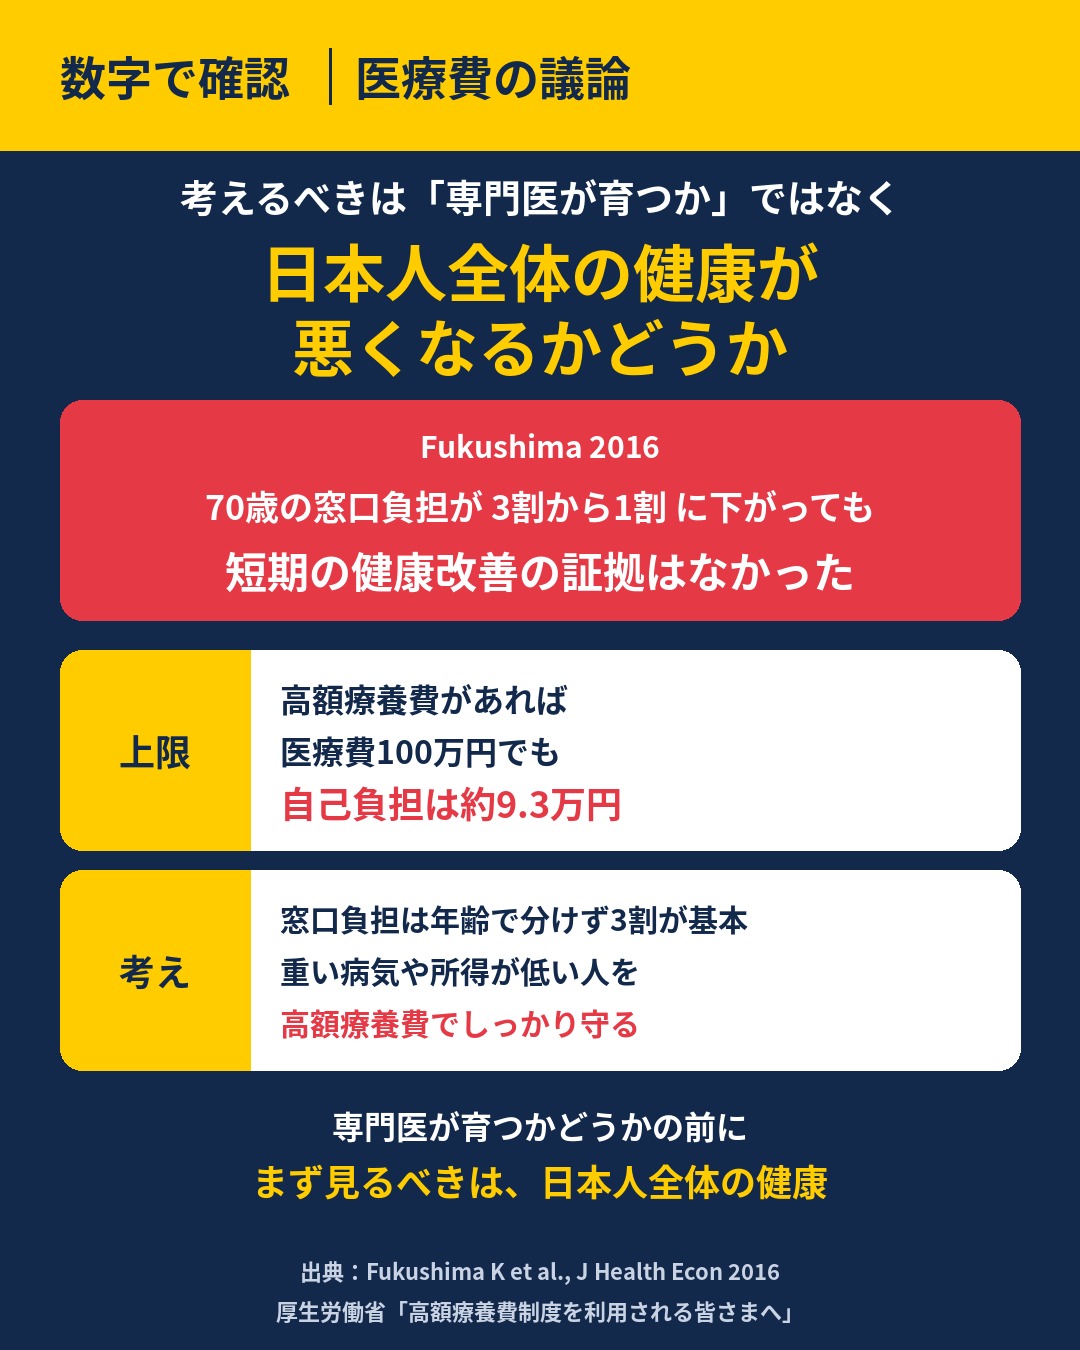 数字で確認｜医療費の議論
考えるべきは「専門医が育つか」ではなく
日本人全体の健康が
悪くなるかどうか
Fukushima 2016
70歳の窓口負担が 3割から1割 に下がっても
短期の健康改善の証拠はなかった
上限
高額療養費があれば
医療費100万円でも
自己負担は約9.3万円
考え
窓口負担は年齢で分けず3割が基本
重い病気や所得が低い人を
高額療養費でしっかり守る
専門医が育つかどうかの前に
まず見るべきは、日本人全体の健康
出典：Fukushima K et al., J Health Econ 2016
厚生労働省「高額療養費制度を利用される皆さまへ」